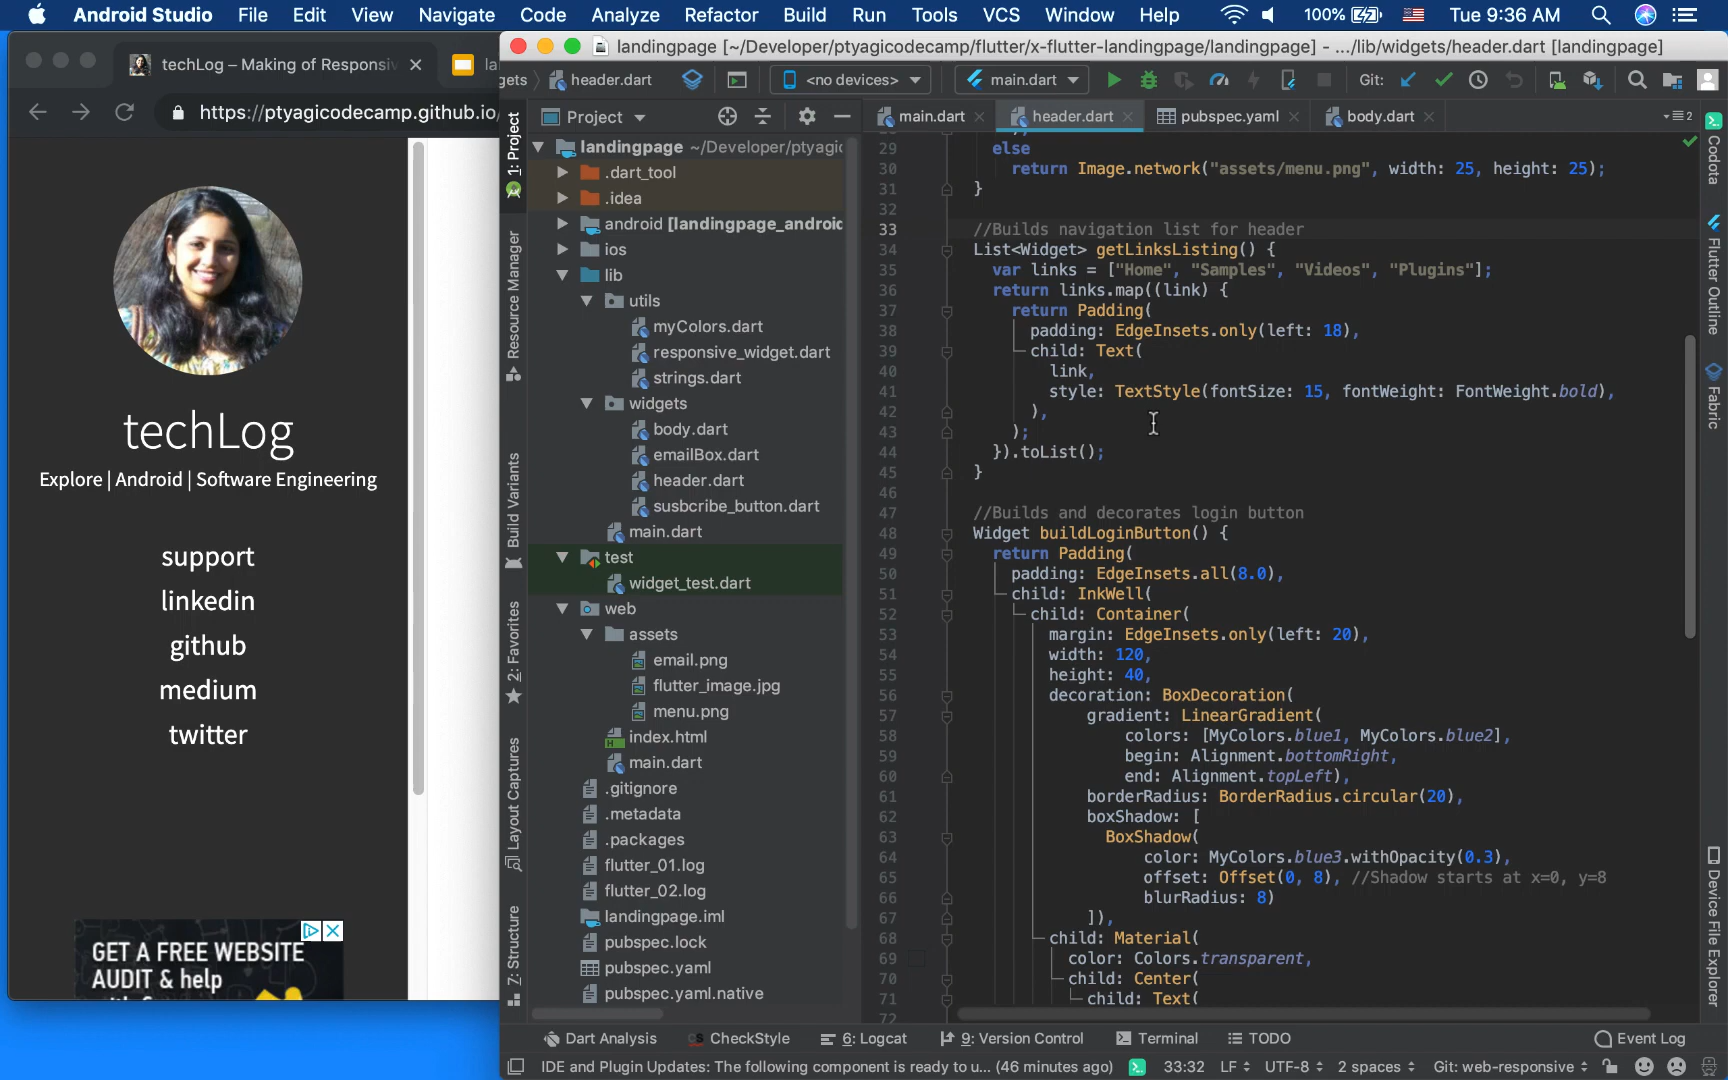 Android Studio File Edit View Navigate Code Analyze Refactor Build Run Tools VCS Window Help 100% Tue 9:36 AM
techLog – Making of Responsiv
la
https://ptyagicodecamp.github.io/
techLog
Explore | Android | Software Engineering
support
linkedin
github
medium
twitter
GET A FREE WEBSITE
AUDIT & help
landingpage [~/Developer/ptyagicodecamp/flutter/x-flutter-landingpage/landingpage] - .../lib/widgets/header.dart [landingpage]
gets header.dart <no devices> main.dart Git:
1: Project
Resource Manager
Build Variants
2: Favorites
Layout Captures
7: Structure
Project
landingpage ~/Developer/ptyagic
.dart_tool
.idea
android [landingpage_android
ios
lib
utils
myColors.dart
responsive_widget.dart
strings.dart
widgets
body.dart
emailBox.dart
header.dart
susbcribe_button.dart
main.dart
test
widget_test.dart
web
assets
email.png
flutter_image.jpg
menu.png
index.html
main.dart
.gitignore
.metadata
.packages
flutter_01.log
flutter_02.log
landingpage.iml
pubspec.lock
pubspec.yaml
pubspec.yaml.native
main.dart header.dart pubspec.yaml body.dart 2
29 else
30 return Image.network("assets/menu.png", width: 25, height: 25);
31 }
32
33 //Builds navigation list for header
34 List<Widget> getLinksListing() {
35 var links = ["Home", "Samples", "Videos", "Plugins"];
36 return links.map((link) {
37 return Padding(
38 padding: EdgeInsets.only(left: 18),
39 child: Text(
40 link,
41 style: TextStyle(fontSize: 15, fontWeight: FontWeight.bold),
42 ),
43 );
44 }).toList();
45 }
46
47 //Builds and decorates login button
48 Widget buildLoginButton() {
49 return Padding(
50 padding: EdgeInsets.all(8.0),
51 child: InkWell(
52 child: Container(
53 margin: EdgeInsets.only(left: 20),
54 width: 120,
55 height: 40,
56 decoration: BoxDecoration(
57 gradient: LinearGradient(
58 colors: [MyColors.blue1, MyColors.blue2],
59 begin: Alignment.bottomRight,
60 end: Alignment.topLeft),
61 borderRadius: BorderRadius.circular(20),
62 boxShadow: [
63 BoxShadow(
64 color: MyColors.blue3.withOpacity(0.3),
65 offset: Offset(0, 8), //Shadow starts at x=0, y=8
66 blurRadius: 8)
67 ]),
68 child: Material(
69 color: Colors.transparent,
70 child: Center(
71 child: Text(
72
Codota
Flutter Outline
Fabric
Device File Explorer
Dart Analysis CheckStyle 6: Logcat 9: Version Control Terminal TODO Event Log
IDE and Plugin Updates: The following component is ready to u... (46 minutes ago) 33:32 LF UTF-8 2 spaces Git: web-responsive